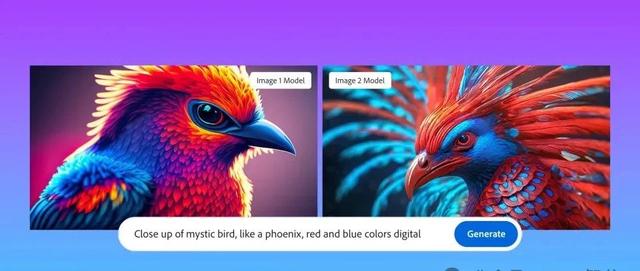 Image 1 Model
Image 2 Model
Close up of mystic bird, like a phoenix, red and blue colors digital
Generate